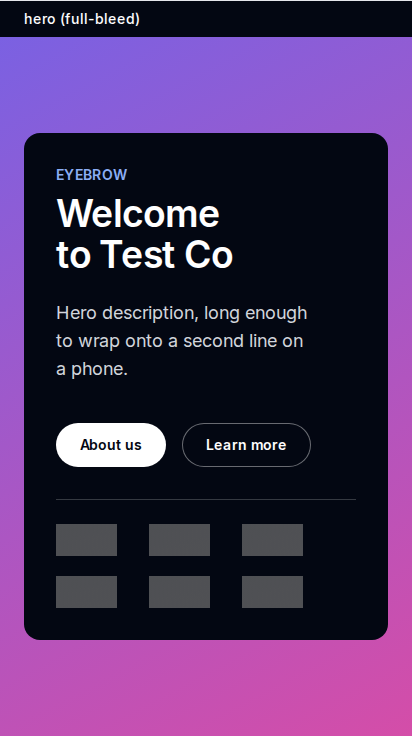 hero (full-bleed)
EYEBROW
Welcome
to Test Co
Hero description, long enough
to wrap onto a second line on
a phone.
About us
Learn more